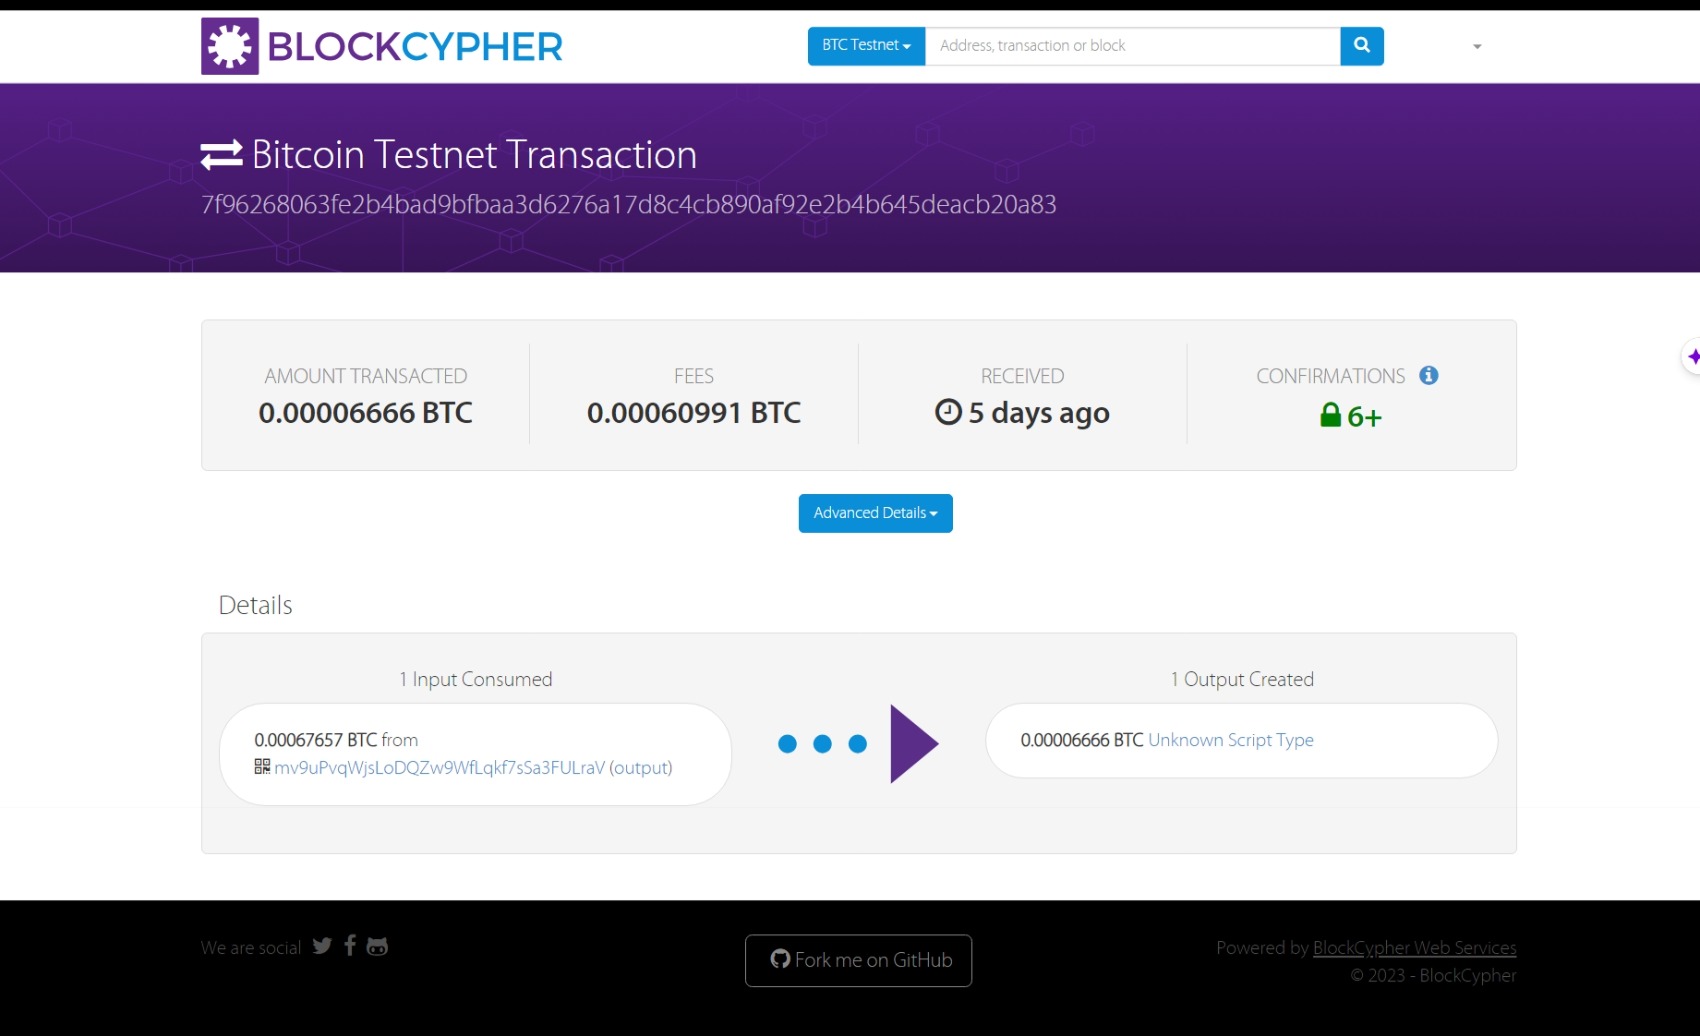 BLOCKCYPHER
BTC Testnet
Address, transaction or block
Bitcoin Testnet Transaction
7f96268063fe2b4bad9bfbaa3d6276a17d8c4cb890af92e2b4b645deacb20a83
AMOUNT TRANSACTED
0.00006666 BTC
FEES
0.00060991 BTC
RECEIVED
5 days ago
CONFIRMATIONS
6+
Advanced Details
Details
1 Input Consumed
0.00067657 BTC from
mv9uPvqWjsLoDQZw9WfLqkf7sSa3FULraV (output)
1 Output Created
0.00006666 BTC Unknown Script Type
We are social
Fork me on GitHub
Powered by BlockCypher Web Services
© 2023 - BlockCypher